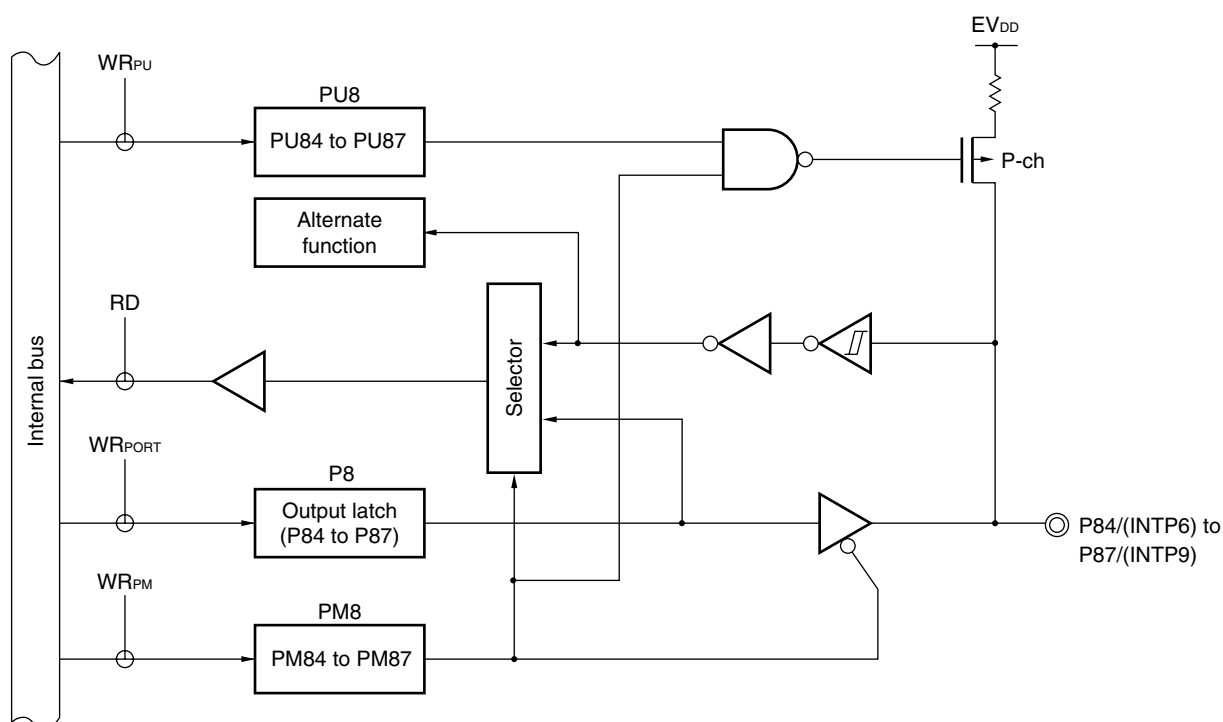 EVDD
WRPU
PU8
PU84 to PU87
P-ch
Alternate
function
RD
Selector
Internal bus
WRPORT
P8
Output latch
(P84 to P87)
P84/(INTP6) to
P87/(INTP9)
WRPM
PM8
PM84 to PM87